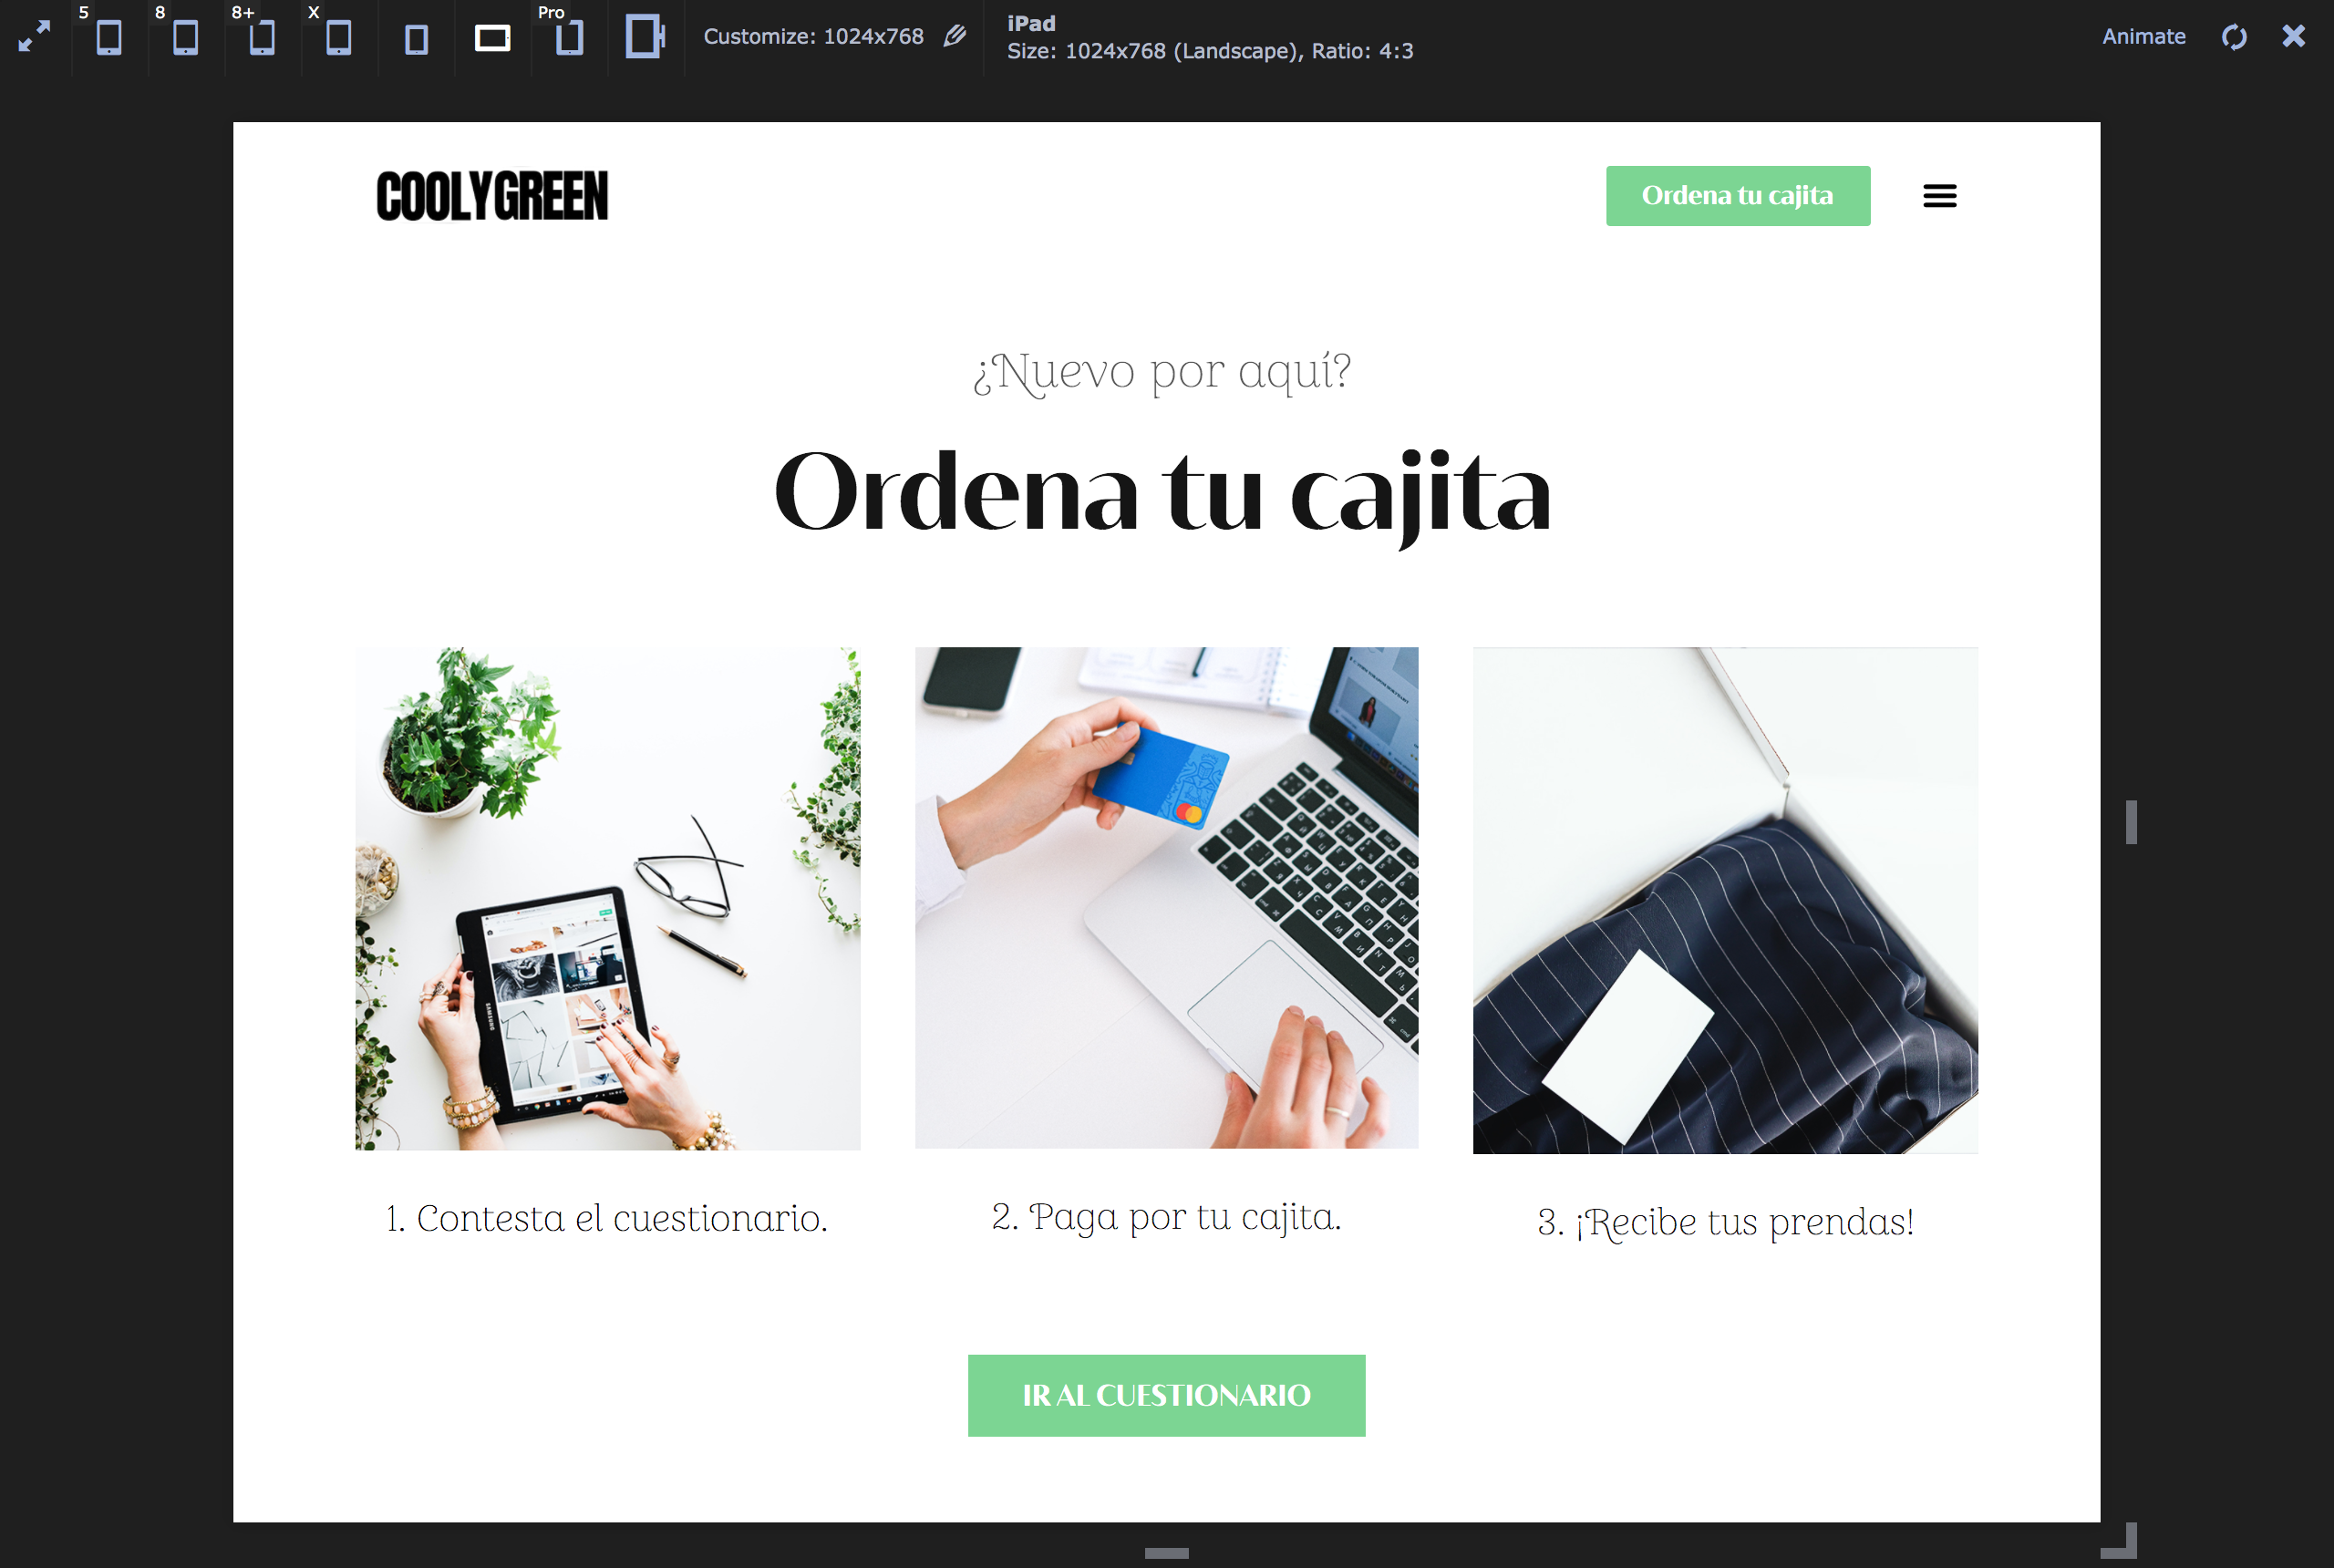 5 8 8+ X Pro
Customize: 1024x768
iPad
Size: 1024x768 (Landscape), Ratio: 4:3
Animate
COOLYGREEN
Ordena tu cajita
¿Nuevo por aquí?
Ordena tu cajita
SAMSUNG
1. Contesta el cuestionario.
2. Paga por tu cajita.
3. ¡Recibe tus prendas!
IR AL CUESTIONARIO